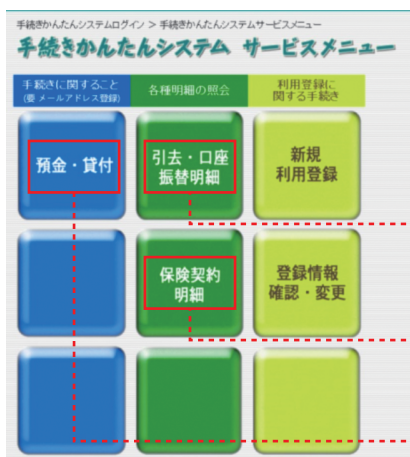 手続きかんたんシステムログイン > 手続きかんたんシステムサービスメニュー
手続きかんたんシステム サービスメニュー
手続きに関すること
(要 メールアドレス登録)
各種明細の照会
利用登録に
関する手続き
預金・貸付
引去・口座
振替明細
新規
利用登録
保険契約
明細
登録情報
確認・変更